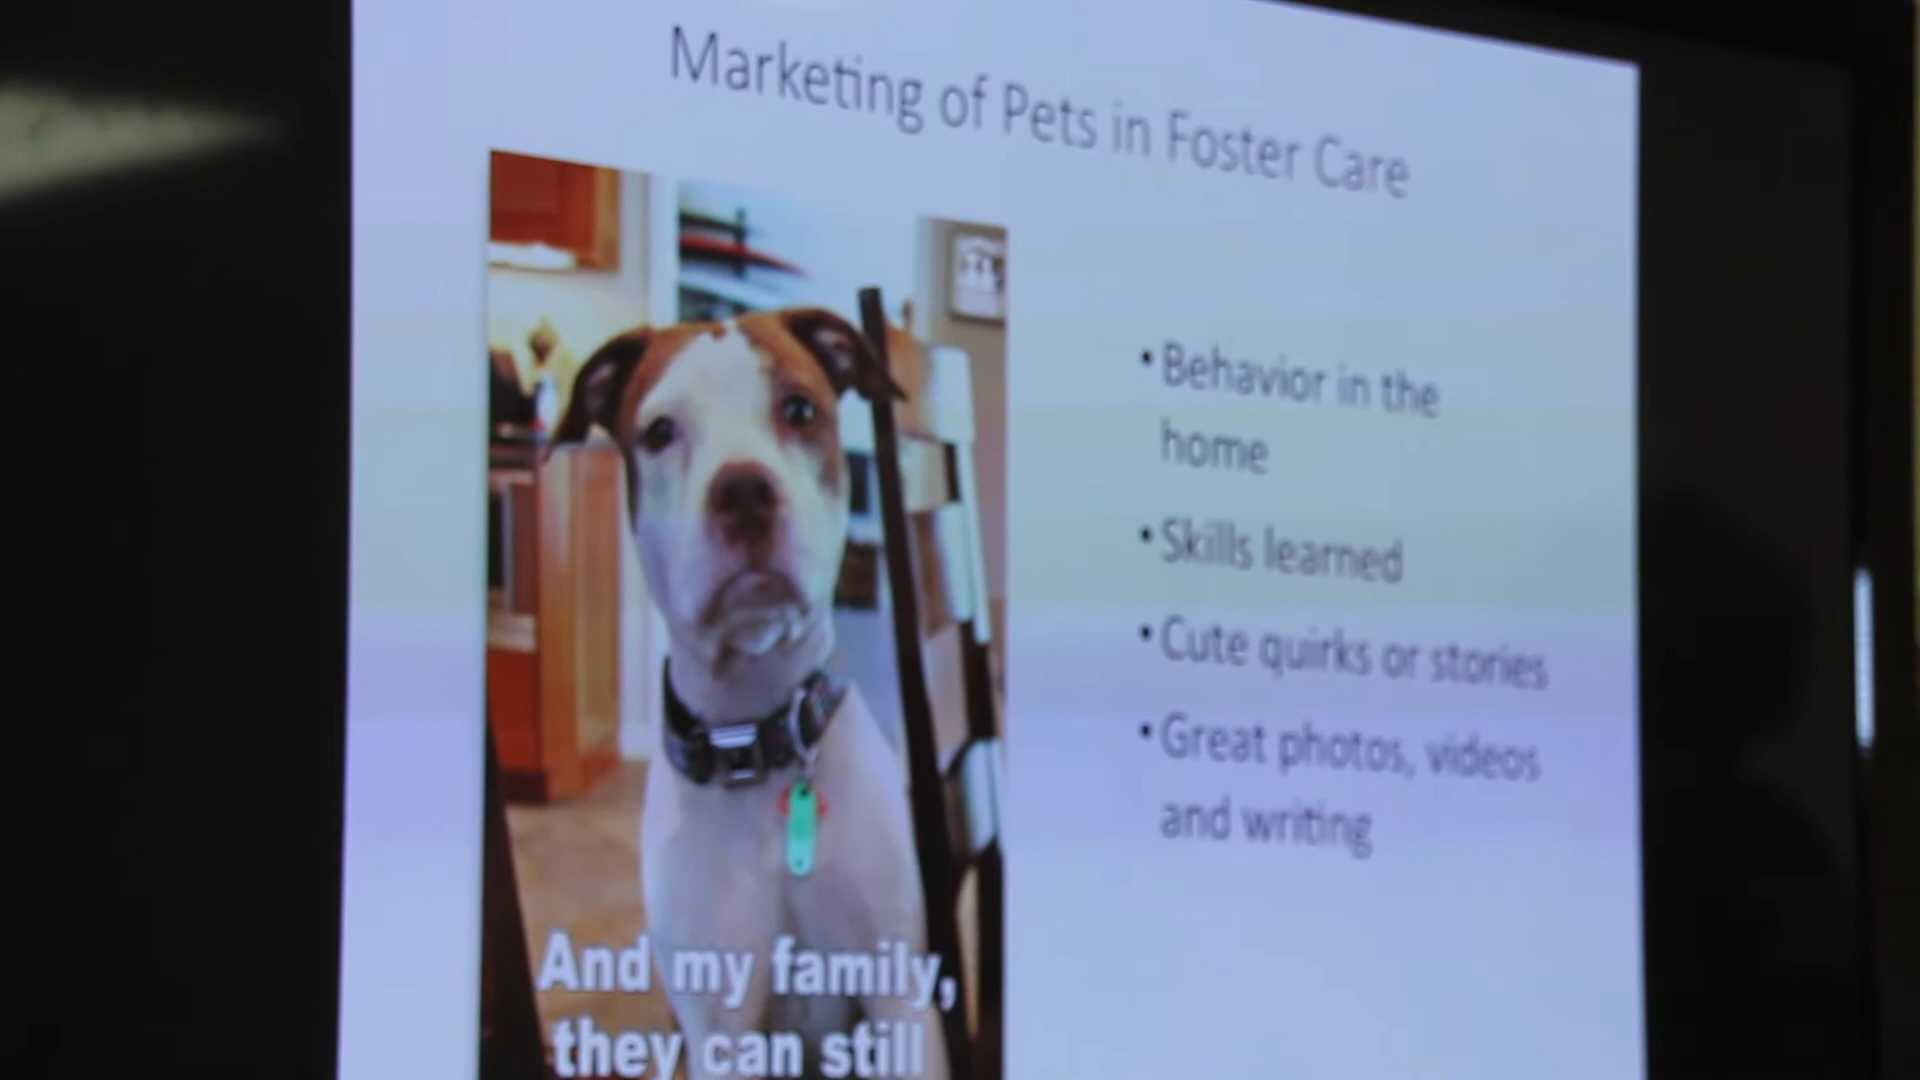 Marketing of Pets in Foster Care
• Behavior in the
home
• Skills learned
• Cute quirks or stories
• Great photos, videos
and writing
And my family,
they can still